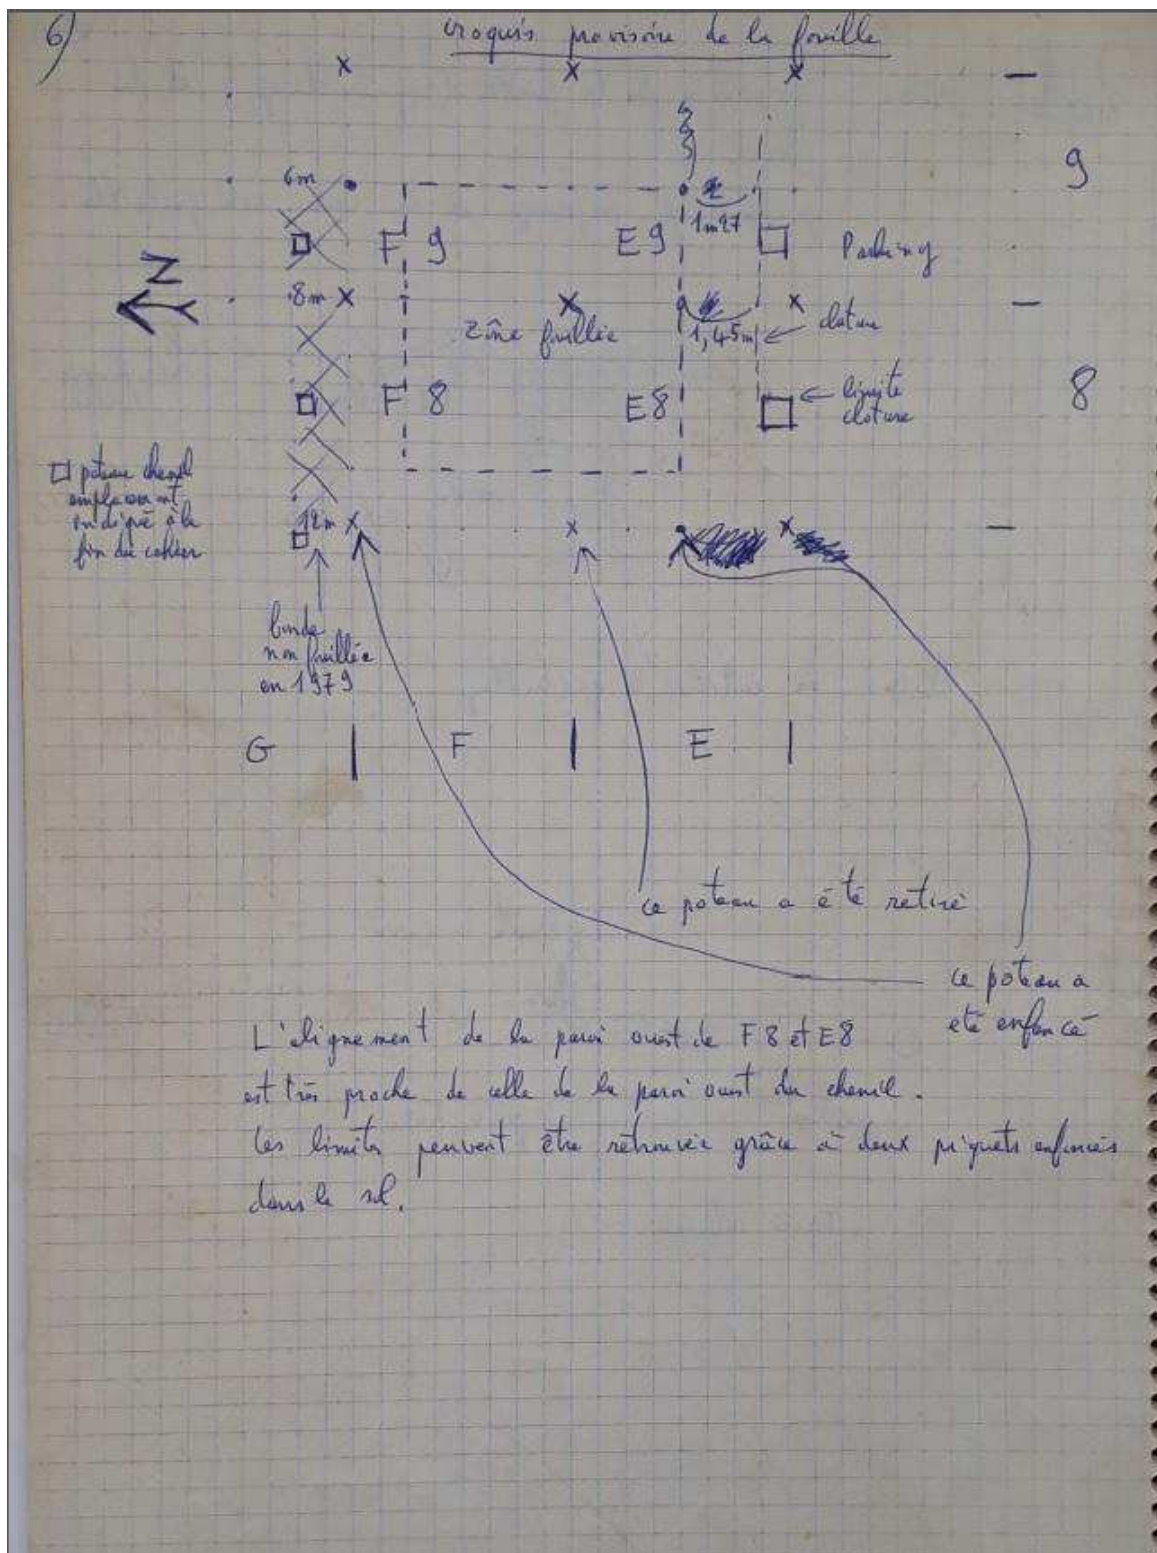 6)
Croquis provisoire de la fouille
9
6m
1m27
F 9
E9
Parking
N
8m
Zône fouillée
1,45m
cloture
F 8
E8
limite
cloture
8
poteau chenil
emplacement
indiqué à la
fin du cahier
12m
bande
non fouillée
en 1979
G
F
E
ce poteau a été retiré
ce poteau a
été enfoncé
L'alignement de la paroi ouest de F8 et E8
est très proche de celle de la paroi ouest du chenil.
Les limites peuvent être retrouvée grâce à deux piquets enfoncés
dans le sol.